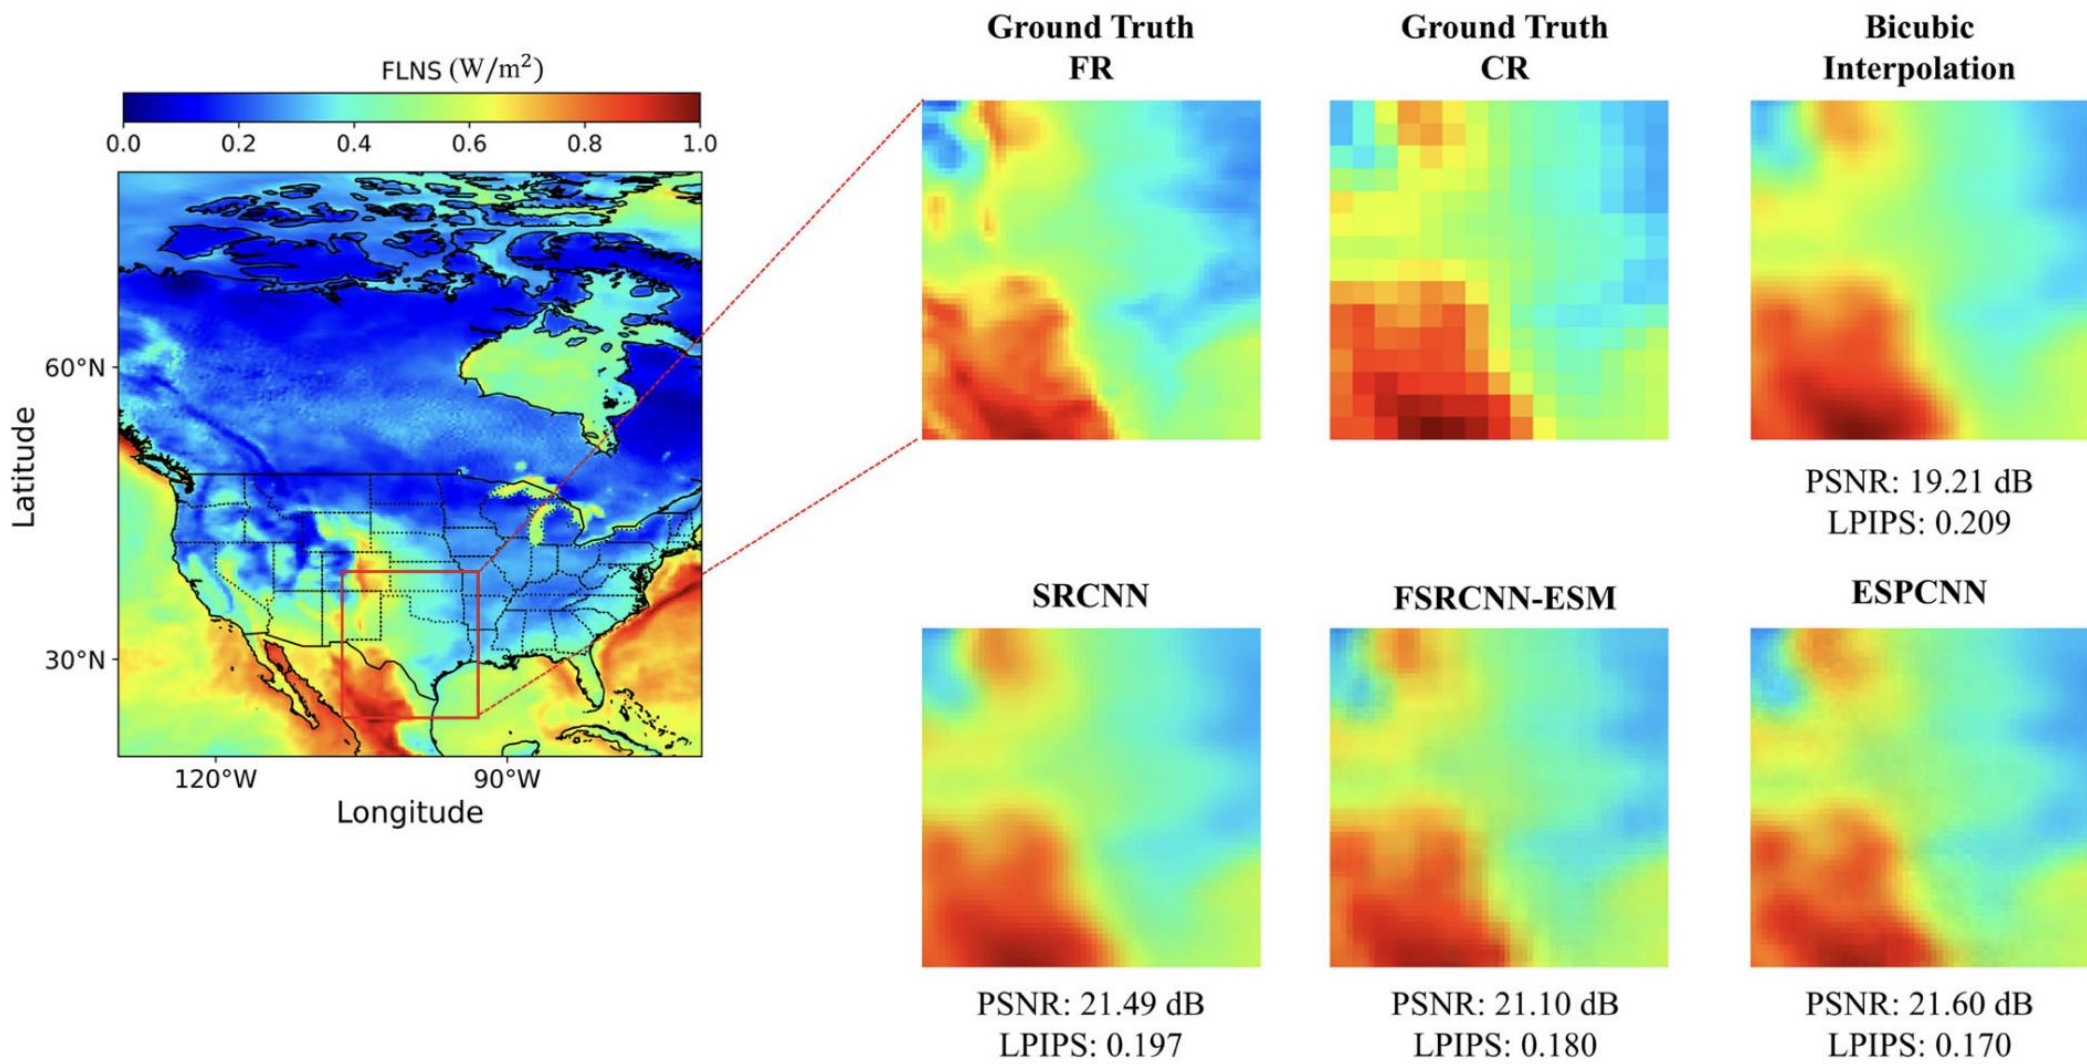 FLNS (W/m²)
0.0 0.2 0.4 0.6 0.8 1.0
60°N
30°N
Latitude
120°W 90°W
Longitude
Ground Truth
FR
Ground Truth
CR
Bicubic
Interpolation
PSNR: 19.21 dB
LPIPS: 0.209
SRCNN
PSNR: 21.49 dB
LPIPS: 0.197
FSRCNN-ESM
PSNR: 21.10 dB
LPIPS: 0.180
ESPCNN
PSNR: 21.60 dB
LPIPS: 0.170